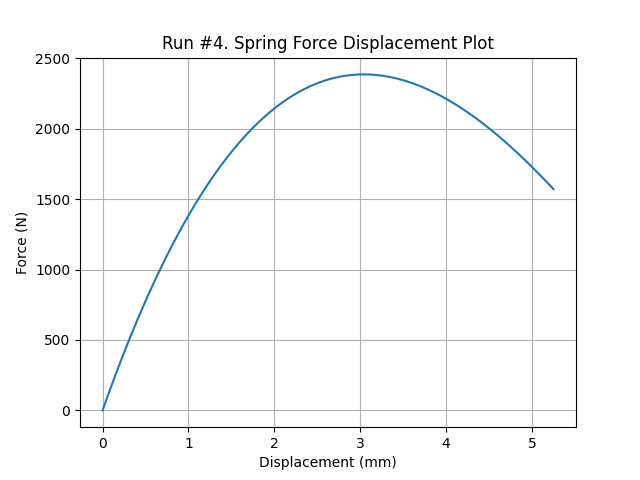 Run #4. Spring Force Displacement Plot
2500
2000
1500
1000
500
0
Force (N)
0 1 2 3 4 5
Displacement (mm)